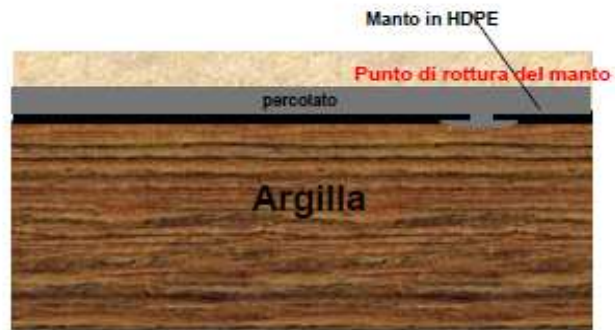 Manto in HDPE
Punto di rottura del manto
percolato
Argilla